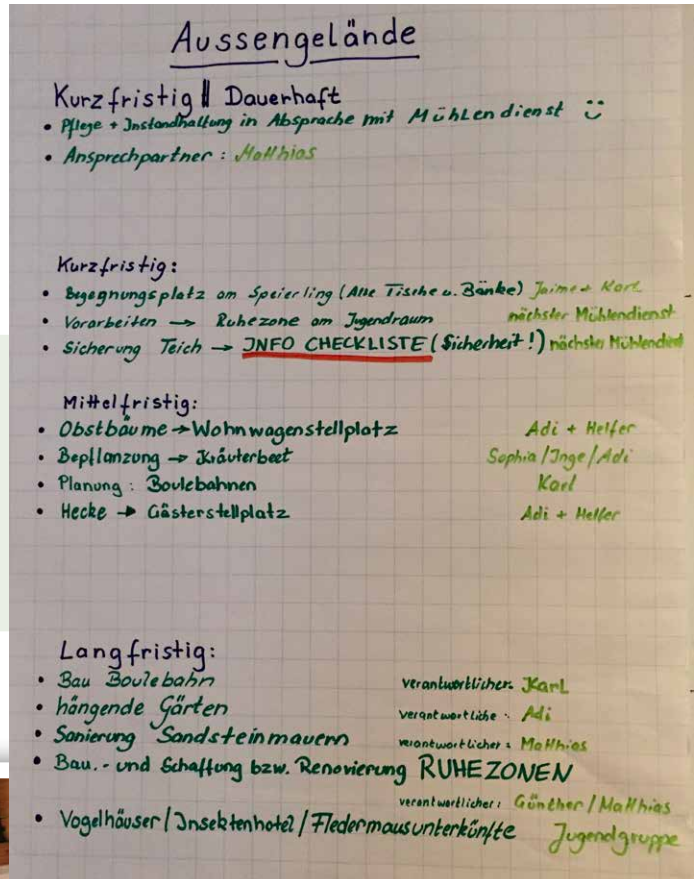 Aussengelände
Kurzfristig || Dauerhaft
• Pflege + Instandhaltung in Absprache mit Mühlendienst :)
• Ansprechpartner: Matthias
Kurzfristig:
• Begegnungsplatz am Speierling (Alte Tische u. Bänke) Jaime + Karl
• Vorarbeiten → Ruhezone am Jugendraum nächster Mühlendienst
• Sicherung Teich → INFO CHECKLISTE (Sicherheit!) nächster Mühlendienst
Mittelfristig:
• Obstbäume → Wohnwagenstellplatz Adi + Helfer
• Bepflanzung → Kräuterbeet Sophia/Inge/Adi
• Planung: Boulebahnen Karl
• Hecke → Gästerstellplatz Adi + Helfer
Langfristig:
• Bau Boulebahn verantwortlicher: Karl
• hängende Gärten verantwortliche: Adi
• Sanierung Sandsteinmauern verantwortlicher: Matthias
• Bau.- und Schaffung bzw. Renovierung RUHEZONEN
verantwortlicher: Günther/Matthias
• Vogelhäuser/Insektenhotel/Fledermausunterkünfte Jugendgruppe